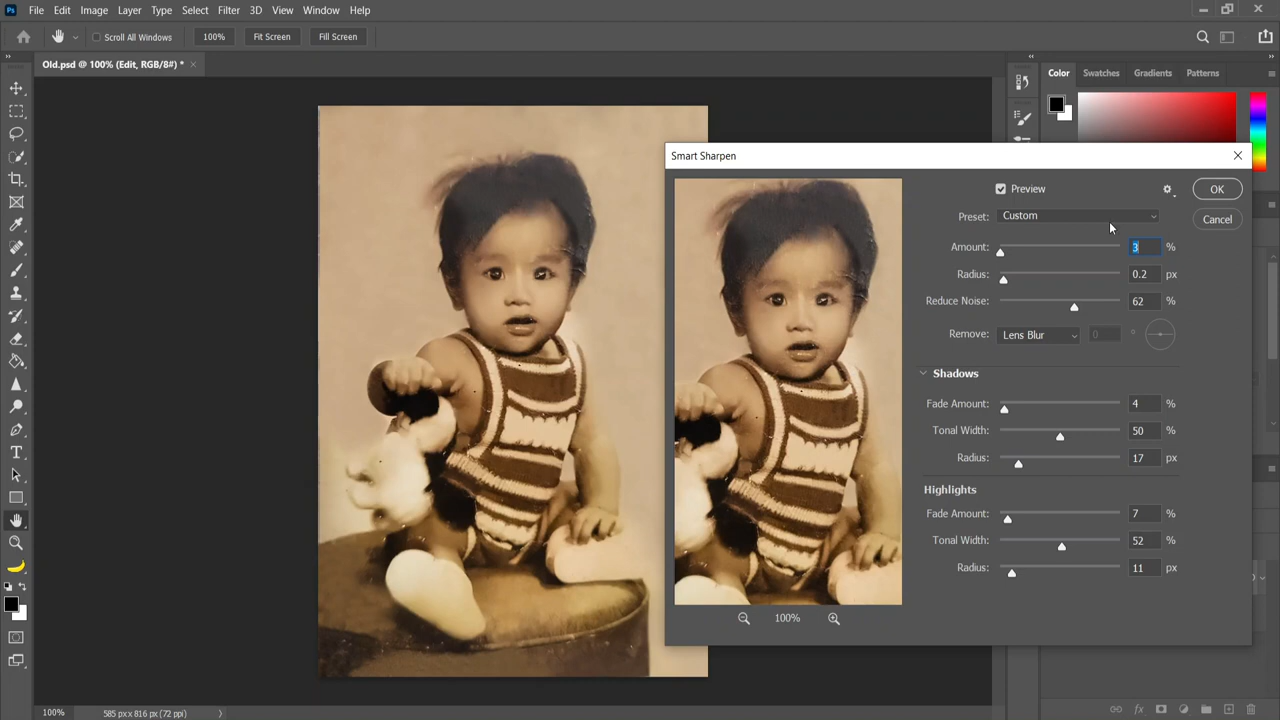 Ps File Edit Image Layer Type Select Filter 3D View Window Help
Scroll All Windows 100% Fit Screen Fill Screen
Old.psd @ 100% (Edit, RGB/8#) * ×
Color Swatches Gradients Patterns
Smart Sharpen
Preview OK
Preset: Custom Cancel
Amount: 3 %
Radius: 0.2 px
Reduce Noise: 62 %
Remove: Lens Blur 0 °
Shadows
Fade Amount: 4 %
Tonal Width: 50 %
Radius: 17 px
Highlights
Fade Amount: 7 %
Tonal Width: 52 %
Radius: 11 px
100%
100% 585 px x 816 px (72 ppi)